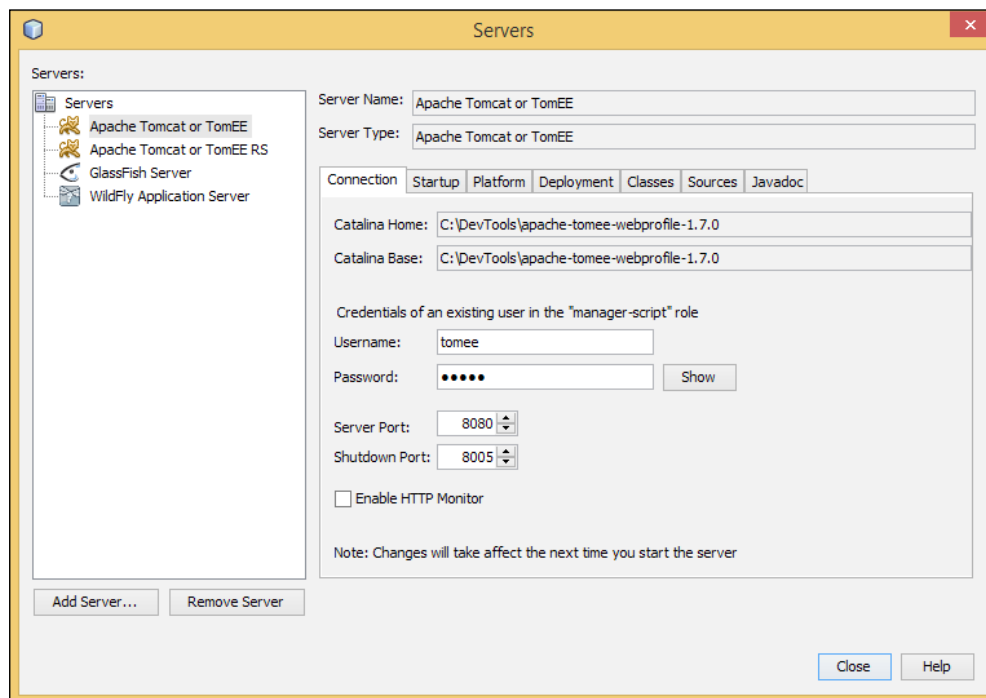 Servers
Servers:
Servers
Apache Tomcat or TomEE
Apache Tomcat or TomEE RS
GlassFish Server
WildFly Application Server
Add Server...
Remove Server
Server Name: Apache Tomcat or TomEE
Server Type: Apache Tomcat or TomEE
Connection Startup Platform Deployment Classes Sources Javadoc
Catalina Home: C:\DevTools\apache-tomee-webprofile-1.7.0
Catalina Base: C:\DevTools\apache-tomee-webprofile-1.7.0
Credentials of an existing user in the "manager-script" role
Username: tomee
Password: ●●●●● Show
Server Port: 8080
Shutdown Port: 8005
Enable HTTP Monitor
Note: Changes will take affect the next time you start the server
Close Help